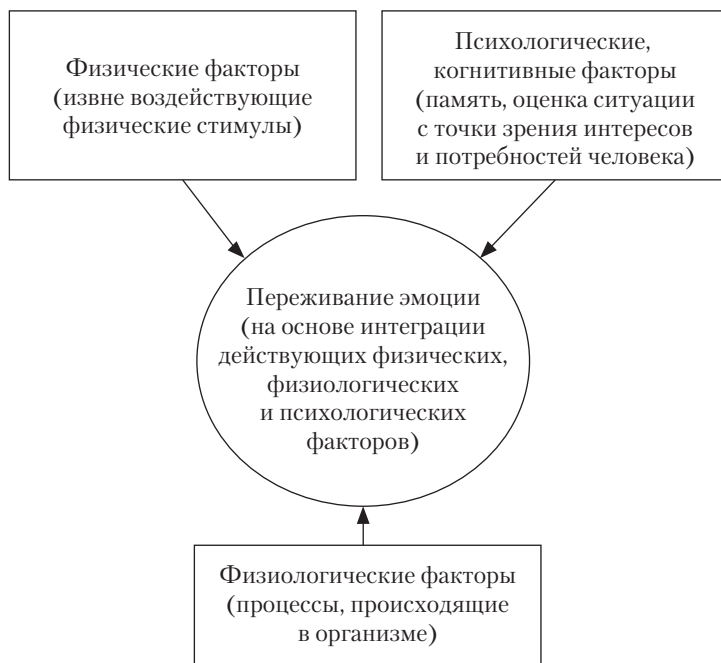 Физические факторы
(извне воздействующие
физические стимулы)
Психологические,
когнитивные факторы
(память, оценка ситуации
с точки зрения интересов
и потребностей человека)
Переживание эмоции
(на основе интеграции
действующих физических,
физиологических
и психологических
факторов)
Физиологические факторы
(процессы, происходящие
в организме)